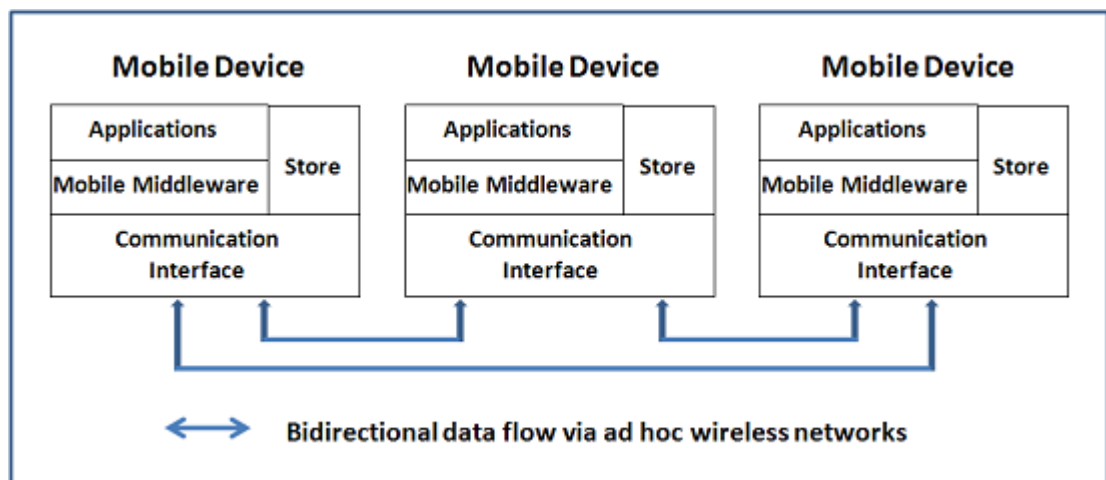 Mobile Device
Mobile Device
Mobile Device
Applications
Store
Mobile Middleware
Communication
Interface
Applications
Store
Mobile Middleware
Communication
Interface
Applications
Store
Mobile Middleware
Communication
Interface
Bidirectional data flow via ad hoc wireless networks